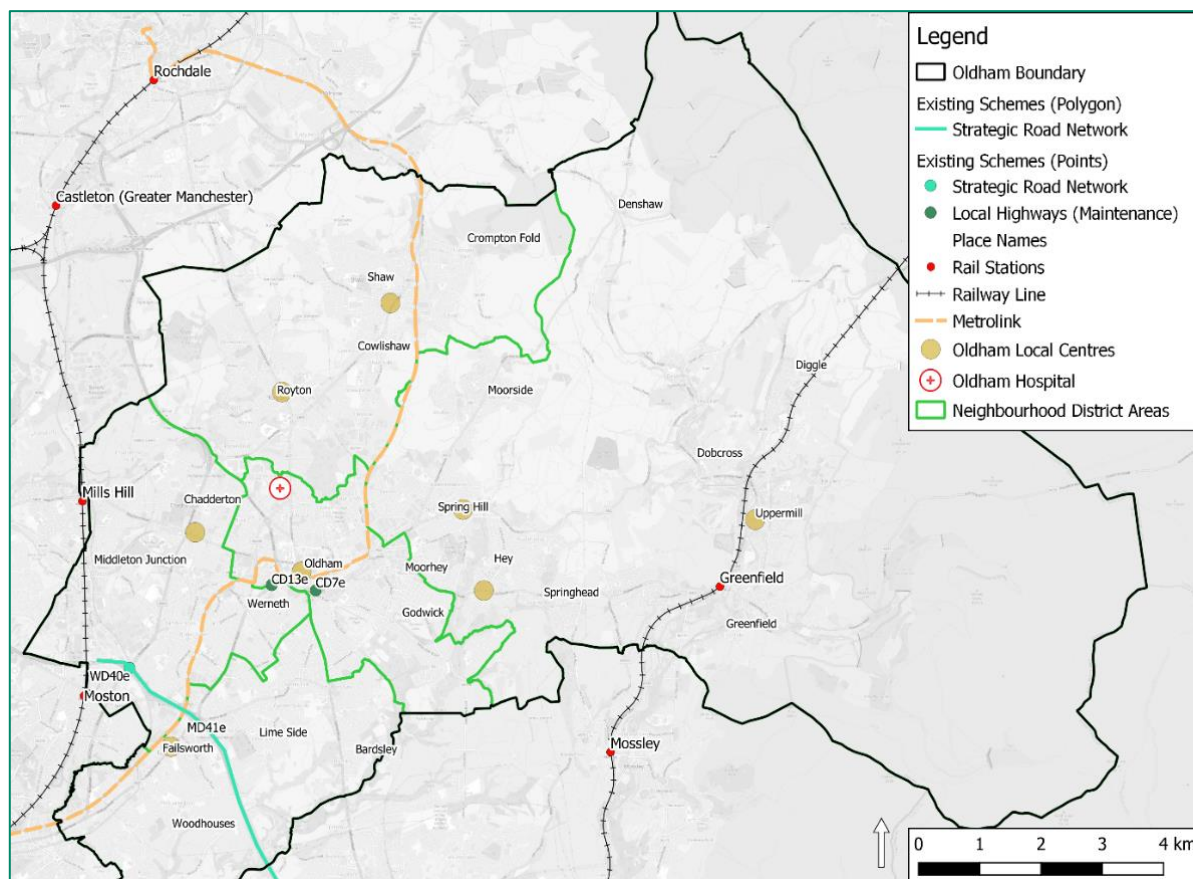 Legend
Oldham Boundary
Existing Schemes (Polygon)
Strategic Road Network
Existing Schemes (Points)
Strategic Road Network
Local Highways (Maintenance)
Place Names
Rail Stations
Railway Line
Metrolink
Oldham Local Centres
Oldham Hospital
Neighbourhood District Areas
Rochdale
Castleton (Greater Manchester)
Denshaw
Crompton Fold
Shaw
Cowlishaw
Diggle
Royton
Moorside
Dobcross
Mills Hill
Chadderton
Spring Hill
Uppermill
Middleton Junction
Oldham
Moorhey
Hey
CD13e
CD7e
Werneth
Godwick
Springhead
Greenfield
Greenfield
WD40e
Moston
MD41e
Lime Side
Failsworth
Bardsley
Mossley
Woodhouses
0 1 2 3 4 km